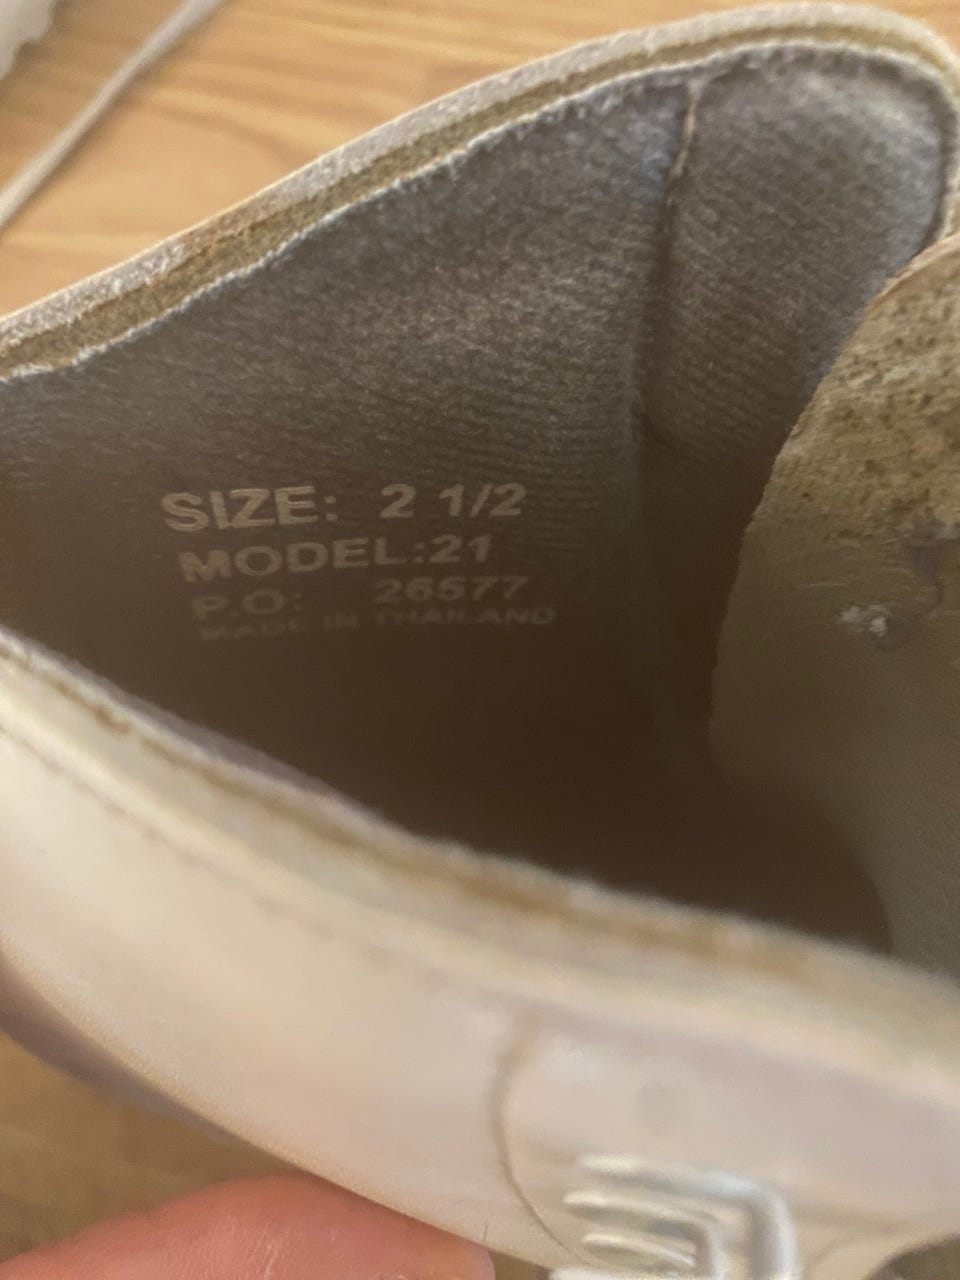 SIZE: 2 1/2
MODEL:21
P.O: 26577
MADE IN THAILAND